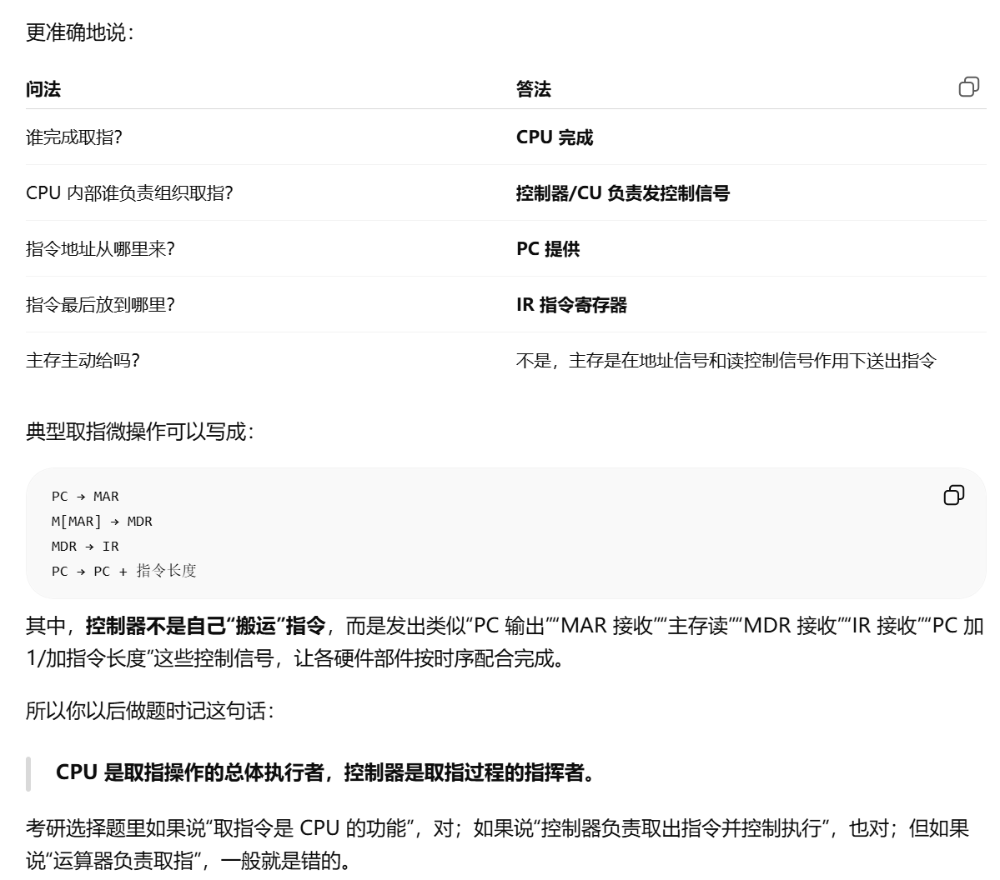 更准确地说：
问法 答法
谁完成取指？ CPU 完成
CPU 内部谁负责组织取指？ 控制器/CU 负责发控制信号
指令地址从哪里来？ PC 提供
指令最后放到哪里？ IR 指令寄存器
主存主动给吗？ 不是，主存是在地址信号和读控制信号作用下送出指令
典型取指微操作可以写成：
PC → MAR
M[MAR] → MDR
MDR → IR
PC → PC + 指令长度
其中，控制器不是自己“搬运”指令，而是发出类似“PC 输出”“MAR 接收”“主存读”“MDR 接收”“IR 接收”“PC 加
1/加指令长度”这些控制信号，让各硬件部件按时序配合完成。
所以你以后做题时记这句话：
CPU 是取指操作的总体执行者，控制器是取指过程的指挥者。
考研选择题里如果说“取指令是 CPU 的功能”，对；如果说“控制器负责取出指令并控制执行”，也对；但如果
说“运算器负责取指”，一般就是错的。